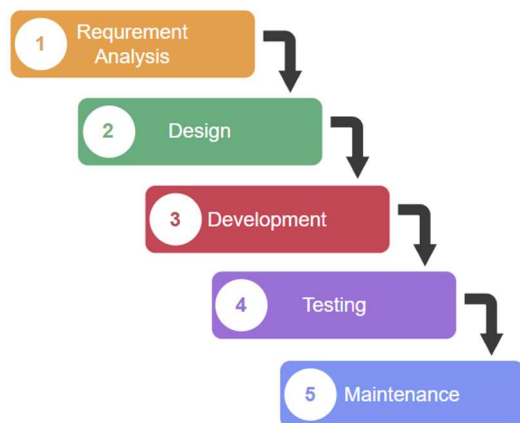 1
Requrement
Analysis
2
Design
3
Development
4
Testing
5
Maintenance